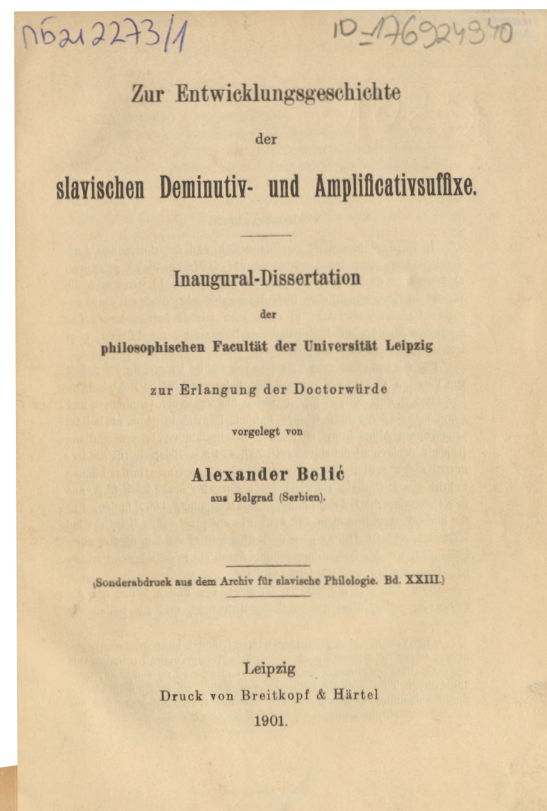 ПБ212273/1
ID=176924940
Zur Entwicklungsgeschichte
der
slavischen Deminutiv- und Amplificativsuffixe.
Inaugural-Dissertation
der
philosophischen Facultät der Universität Leipzig
zur Erlangung der Doctorwürde
vorgelegt von
Alexander Belić
aus Belgrad (Serbien).
(Sonderabdruck aus dem Archiv für slavische Philologie. Bd. XXIII.)
Leipzig
Druck von Breitkopf & Härtel
1901.